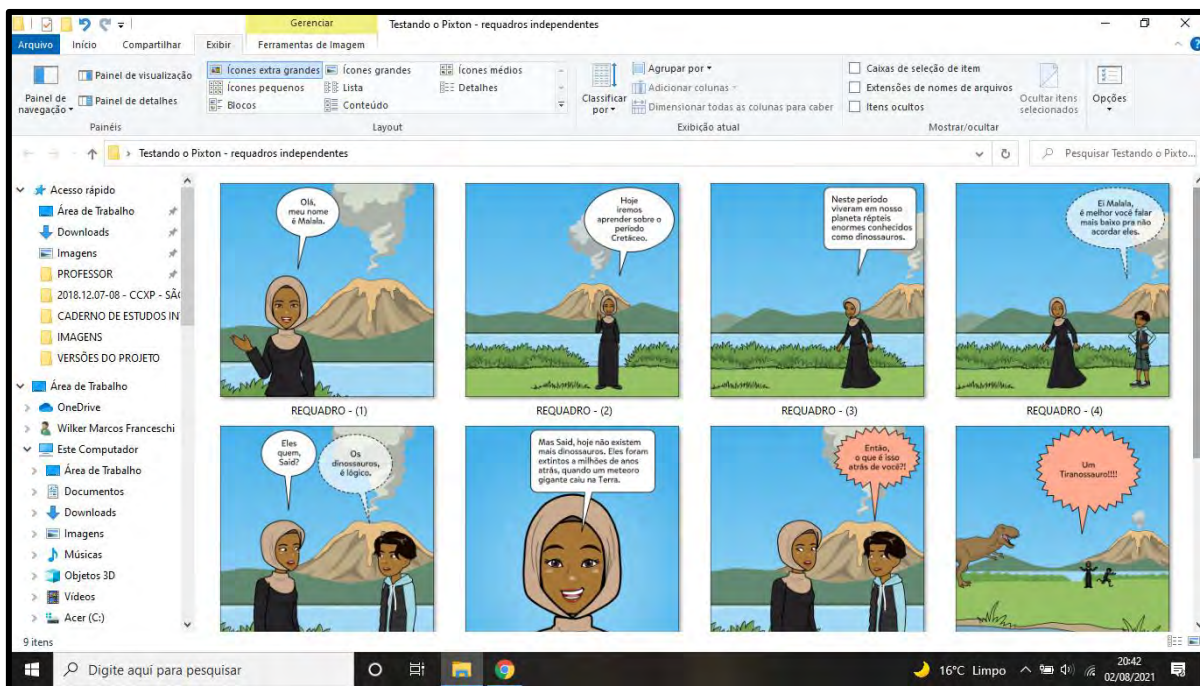 Gerenciar
Testando o Pixton - requadros independentes
Arquivo
Início
Compartilhar
Exibir
Ferramentas de Imagem
Painel de navegação
Painel de visualização
Painel de detalhes
Painéis
Ícones extra grandes
Ícones grandes
Ícones médios
Ícones pequenos
Lista
Detalhes
Blocos
Conteúdo
Layout
Classificar por
Agrupar por
Adicionar colunas
Dimensionar todas as colunas para caber
Exibição atual
Caixas de seleção de item
Extensões de nomes de arquivos
Itens ocultos
Ocultar itens selecionados
Mostrar/ocultar
Opções
Testando o Pixton - requadros independentes
Pesquisar Testando o Pixto...
Acesso rápido
Área de Trabalho
Downloads
Imagens
PROFESSOR
2018.12.07-08 - CCXP - SÃO
CADERNO DE ESTUDOS IN
IMAGENS
VERSÕES DO PROJETO
Área de Trabalho
OneDrive
Wilker Marcos Franceschi
Este Computador
Área de Trabalho
Documentos
Downloads
Imagens
Músicas
Objetos 3D
Vídeos
Acer (C:)
Olá,
meu nome
é Malala.
REQUADRO - (1)
Hoje
iremos
aprender sobre o
período
Cretáceo.
REQUADRO - (2)
Neste período
viveram em nosso
planeta répteis
enormes conhecidos
como dinossauros.
REQUADRO - (3)
Ei Malala,
é melhor você falar
mais baixo pra não
acordar eles.
REQUADRO - (4)
Eles
quem,
Said?
Os
dinossauros,
é lógico.
Mas Said, hoje não existem
mais dinossauros. Eles foram
extintos a milhões de anos
atrás, quando um meteoro
gigante caiu na Terra.
Então,
o que é isso
atrás de você?!
Um
Tiranossauro!!!!
9 itens
Digite aqui para pesquisar
16°C Limpo
20:42
02/08/2021